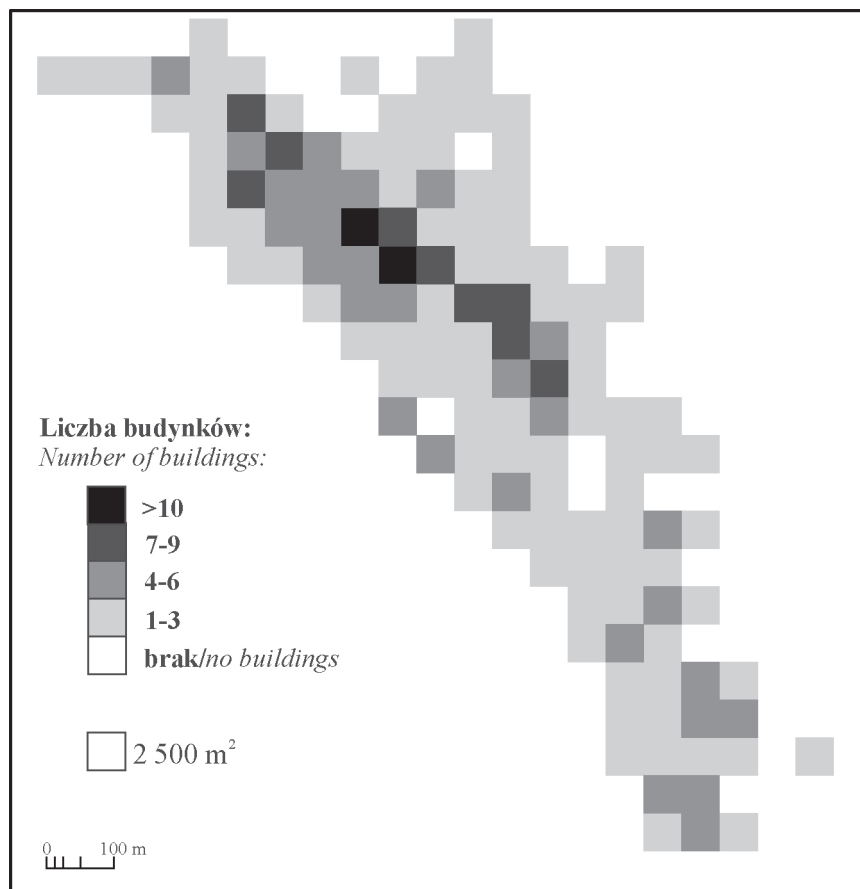 Liczba budynków:
Number of buildings:
>10
7-9
4-6
1-3
brak/no buildings
2 500 m²
0 100 m